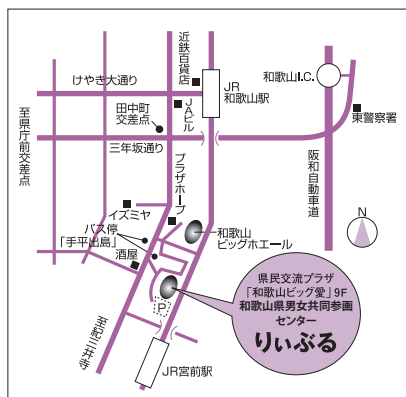 近鉄百貨店
けやき大通り
JR
和歌山駅
和歌山I.C.
JAビル
田中町
交差点
東警察署
至県庁前交差点
三年坂通り
プラザホープ
阪和自動車道
N
イズミヤ
バス停
「手平出島」
和歌山
ビッグホエール
酒屋
P
県民交流プラザ
「和歌山ビッグ愛」9F
和歌山県男女共同参画
センター
りぃぶる
至紀三井寺
JR宮前駅